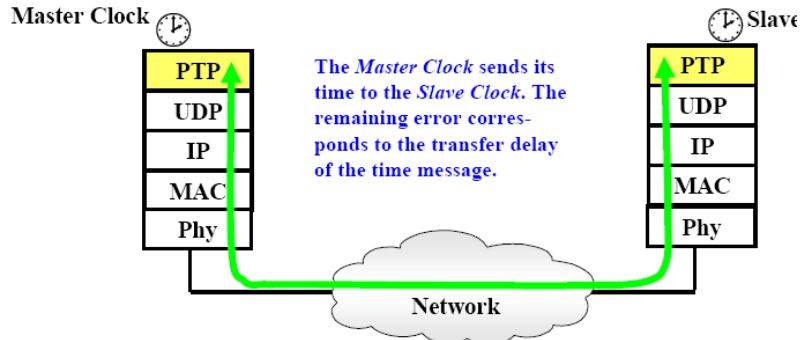 Master Clock
Slave
PTP
UDP
IP
MAC
Phy
The Master Clock sends its
time to the Slave Clock. The
remaining error corres-
ponds to the transfer delay
of the time message.
PTP
UDP
IP
MAC
Phy
Network